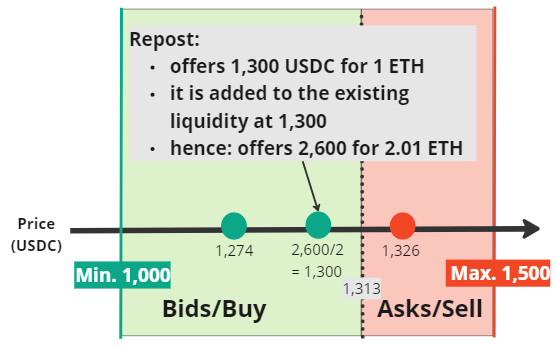 Repost:
• offers 1,300 USDC for 1 ETH
• it is added to the existing
liquidity at 1,300
• hence: offers 2,600 for 2.01 ETH
Price
(USDC)
1,274
2,600/2
= 1,300
1,326
Min. 1,000
1,313
Max. 1,500
Bids/Buy
Asks/Sell